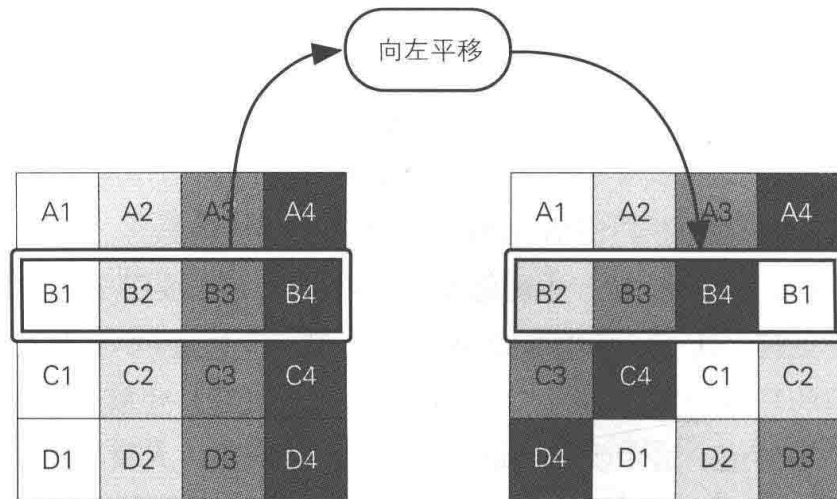 向左平移
A1 A2 A3 A4
B1 B2 B3 B4
C1 C2 C3 C4
D1 D2 D3 D4
A1 A2 A3 A4
B2 B3 B4 B1
C3 C4 C1 C2
D4 D1 D2 D3